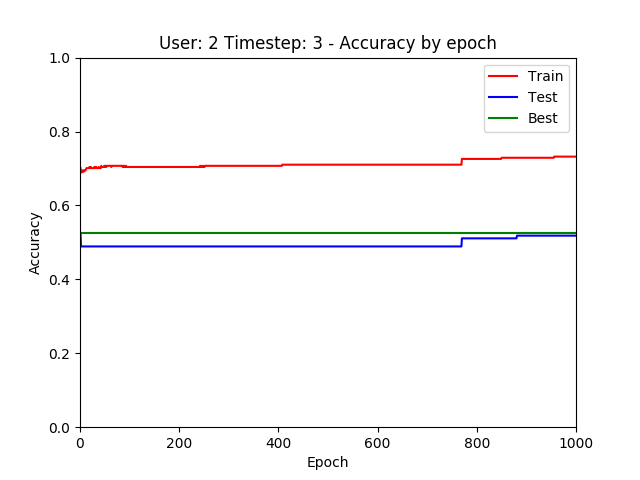 User: 2 Timestep: 3 - Accuracy by epoch
1.0
0.8
0.6
0.4
0.2
0.0
Accuracy
Train
Test
Best
0 200 400 600 800 1000
Epoch